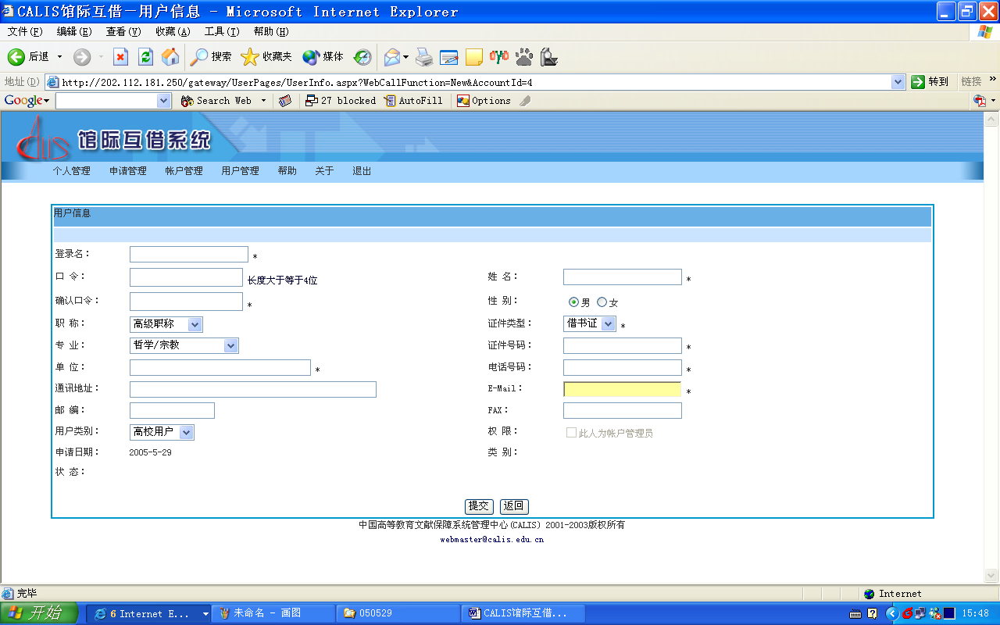 CALIS馆际互借－用户信息 - Microsoft Internet Explorer
文件(F) 编辑(E) 查看(V) 收藏(A) 工具(T) 帮助(H)
后退 搜索 收藏夹 媒体
地址(D) http://202.112.181.250/gateway/UserPages/UserInfo.aspx?WebCallFunction=New&AccountId=4 转到 链接 »
Google Search Web 27 blocked AutoFill Options
CALIS 馆际互借系统
个人管理 申请管理 帐户管理 用户管理 帮助 关于 退出
用户信息
登录名： *
口 令： 长度大于等于4位 姓 名： *
确认口令： * 性 别： 男 女
职 称： 高级职称 证件类型： 借书证 *
专 业： 哲学/宗教 证件号码： *
单 位： * 电话号码： *
通讯地址： E-Mail： *
邮 编： FAX：
用户类别： 高校用户 权 限： 此人为帐户管理员
申请日期： 2005-5-29 类 别：
状 态：
提交 返回
中国高等教育文献保障系统管理中心(CALIS) 2001-2003版权所有
webmaster@calis.edu.cn
完毕 Internet
开始 6 Internet E... 未命名 - 画图 050529 CALIS馆际互借... 15:48